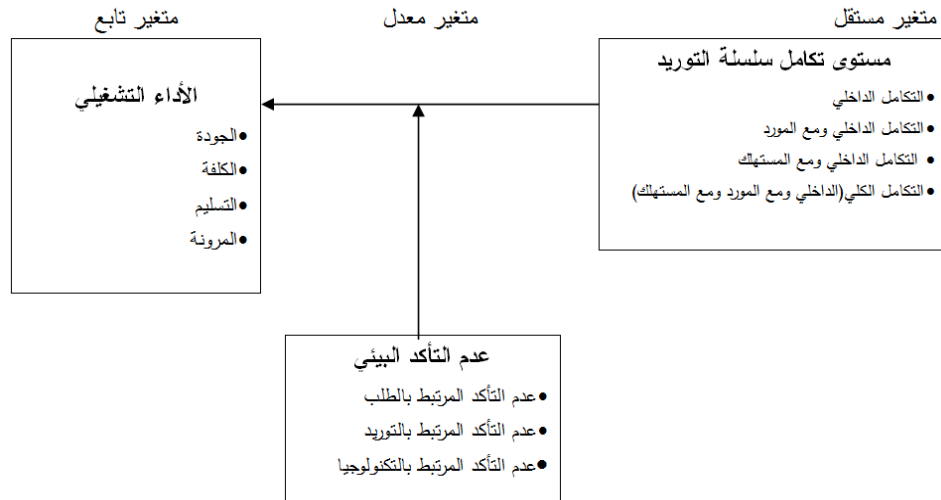 متغير مستقل
متغير معدل
متغير تابع
مستوى تكامل سلسلة التوريد
•التكامل الداخلي
•التكامل الداخلي ومع المورد
• التكامل الداخلي ومع المستهلك
•التكامل الكلي(الداخلي ومع المورد ومع المستهلك)
الأداء التشغيلي
•الجودة
•الكلفة
•التسليم
•المرونة
عدم التأكد البيئي
•عدم التأكد المرتبط بالطلب
•عدم التأكد المرتبط بالتوريد
•عدم التأكد المرتبط بالتكنولوجيا